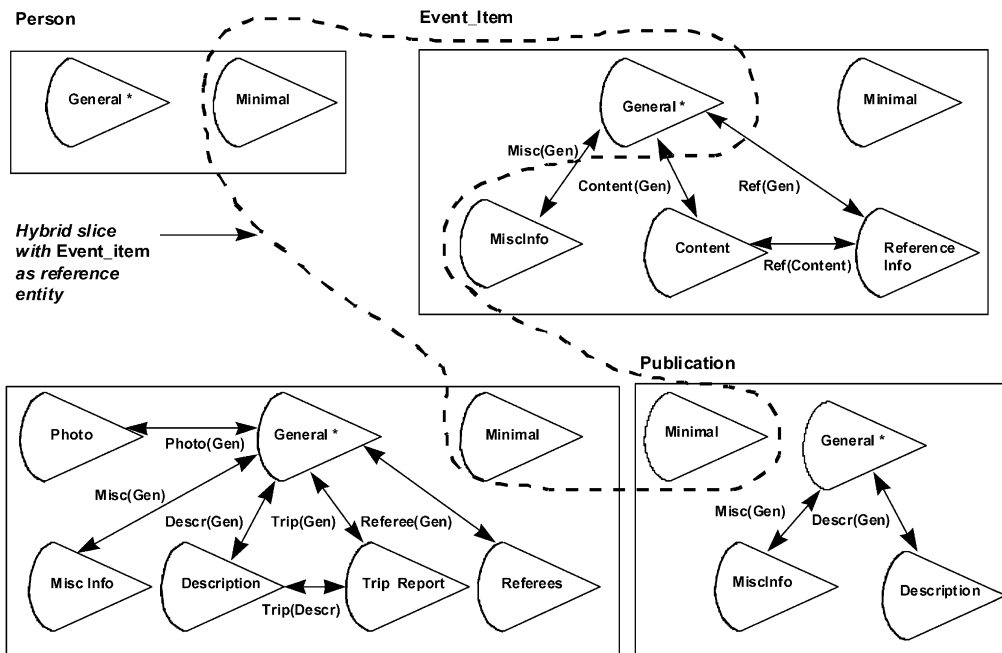 Person
Event_Item
General *
Minimal
General *
Minimal
Misc(Gen)
Content(Gen)
Ref(Gen)
MiscInfo
Content
Reference
Info
Ref(Content)
Hybrid slice
with Event_item
as reference
entity
Publication
Photo
Photo(Gen)
General *
Minimal
Misc(Gen)
Descr(Gen)
Trip(Gen)
Referee(Gen)
Misc Info
Description
Trip Report
Referees
Trip(Descr)
Minimal
General *
Misc(Gen)
Descr(Gen)
MiscInfo
Description